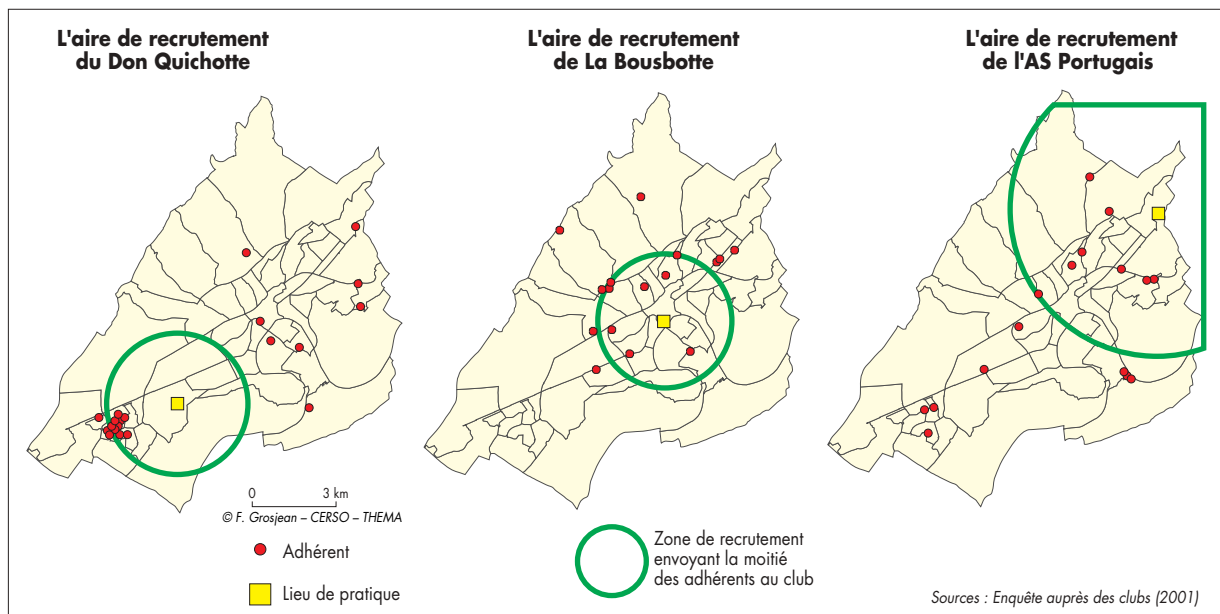 L'aire de recrutement
du Don Quichotte
L'aire de recrutement
de La Bousbotte
L'aire de recrutement
de l'AS Portugais
0 3 km
© F. Grosjean – CERSO – THEMA
Adhérent
Lieu de pratique
Zone de recrutement
envoyant la moitié
des adhérents au club
Sources : Enquête auprès des clubs (2001)